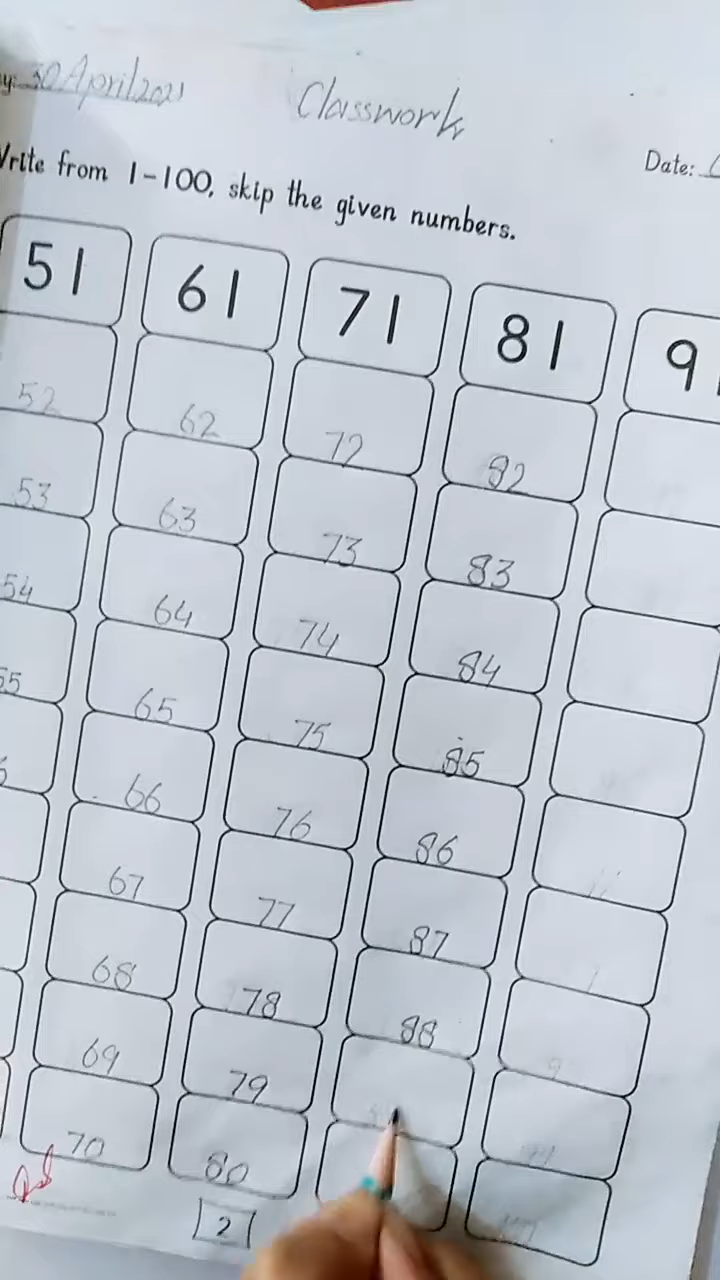 y: 30 April 2021 Classwork
Date:
Write from 1-100, skip the given numbers.
51 61 71 81 91
52 62 72 82
53 63 73 83
54 64 74 84
55 65 75 85
66 76 86
67 77 87
68 78 88
69 79
70 80
2